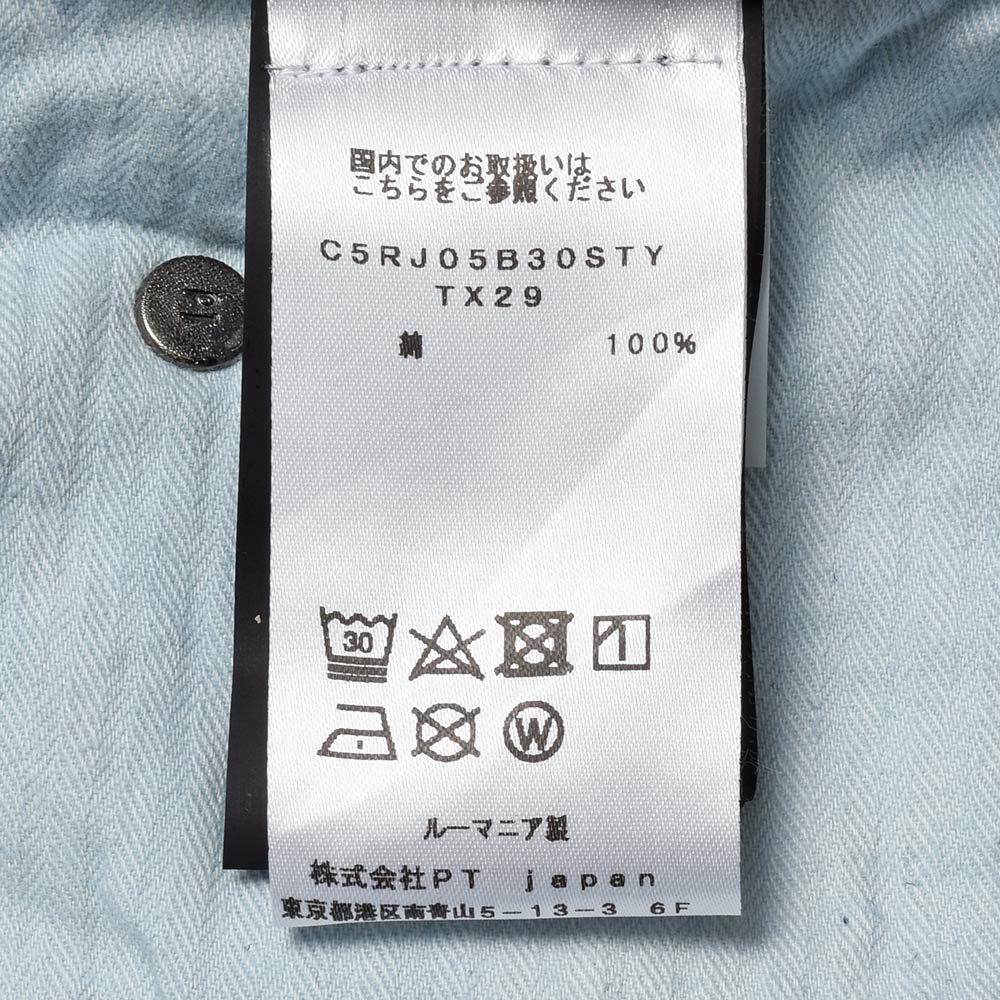 国内でのお取扱いは
こちらをご参照ください
C5RJ05B30STY
TX29
綿 100%
30
W
ルーマニア製
株式会社PT japan
東京都港区南青山5-13-3 6F